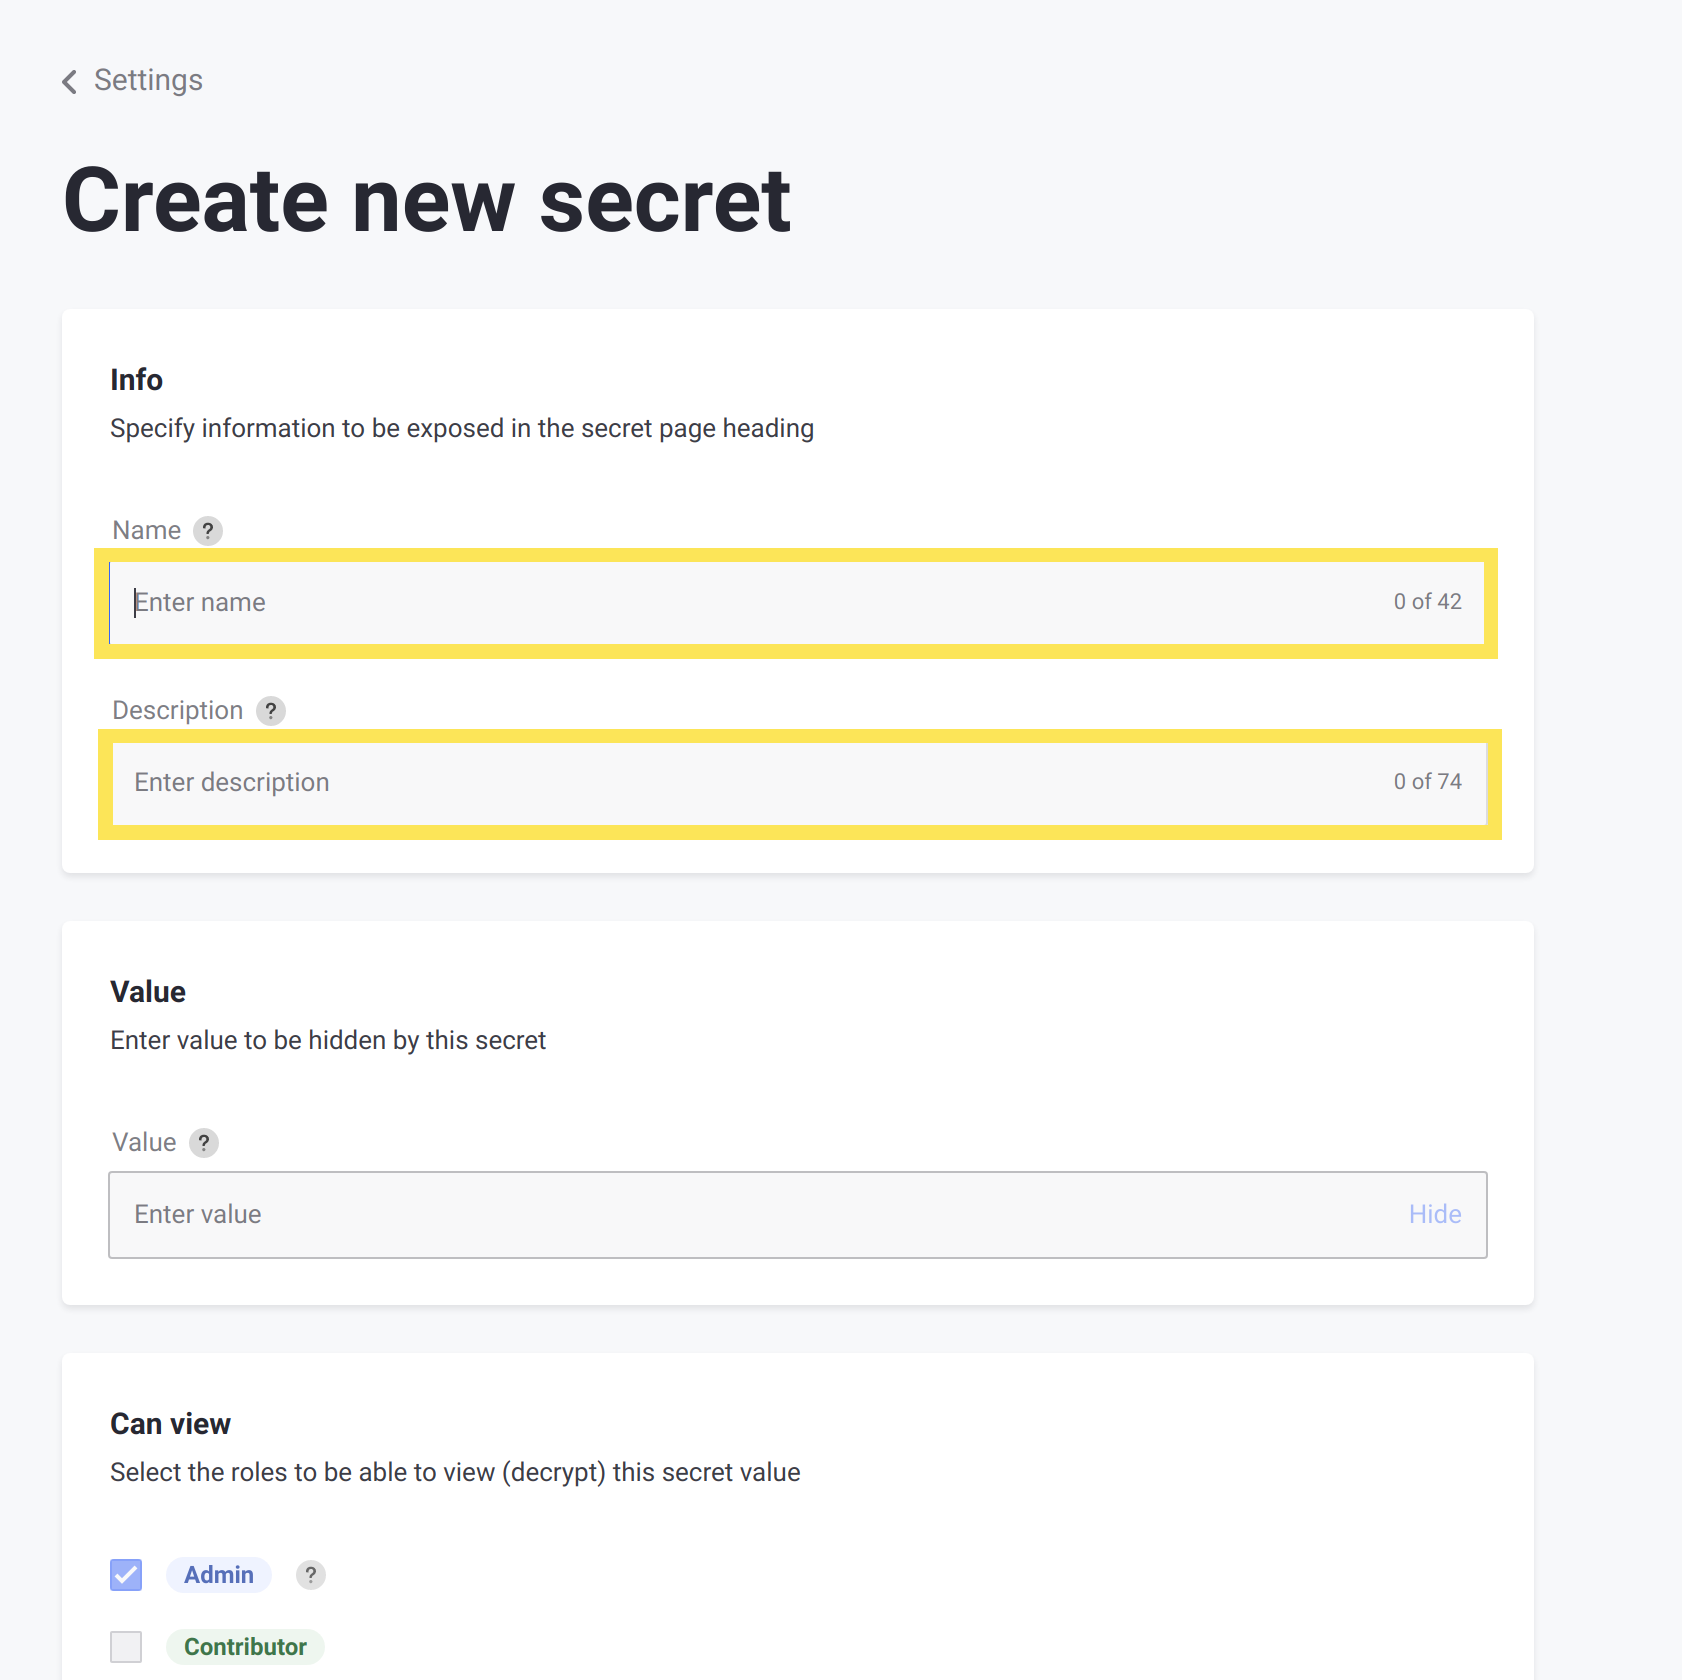 Settings
Create new secret
Info
Specify information to be exposed in the secret page heading
Name ?
Enter name 0 of 42
Description ?
Enter description 0 of 74
Value
Enter value to be hidden by this secret
Value ?
Enter value Hide
Can view
Select the roles to be able to view (decrypt) this secret value
Admin ?
Contributor